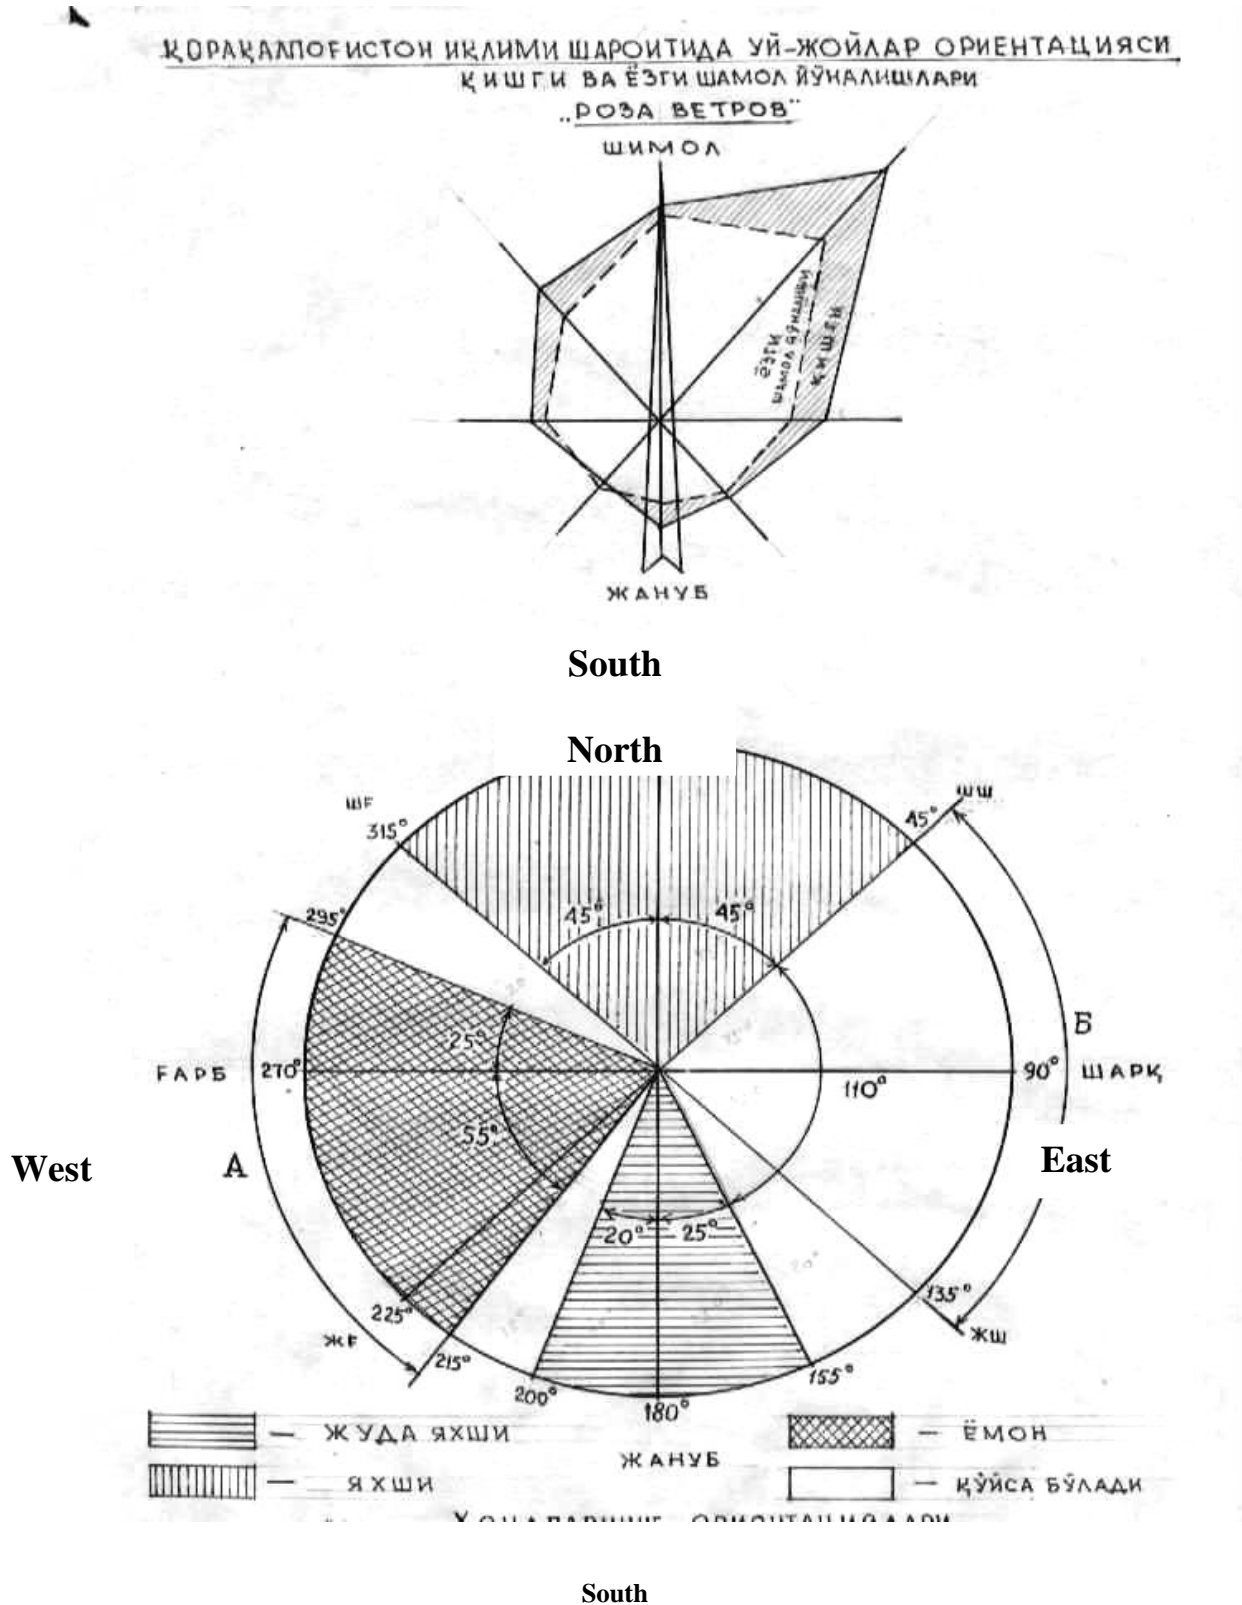 ҚОРАҚАЛПОҒИСТОН ИҚЛИМИ ШАРОИТИДА УЙ-ЖОЙЛАР ОРИЕНТАЦИЯСИ
ҚИШГИ ВА ЁЗГИ ШАМОЛ ЙЎНАЛИШЛАРИ
„РОЗА ВЕТРОВ"
ШИМОЛ
ЁЗГИ
ШАМОЛ ЙЎНАЛИШИ
ҚИШГИ
ЖАНУБ
South
North
ШҒ
ШШ
315°
45°
295°
45°
45°
25°
Б
ҒАРБ
270°
110°
90°
ШАРҚ
55°
West
А
East
20°
25°
225°
135°
ЖҒ
ЖШ
215°
155°
200°
180°
— ЖУДА ЯХШИ
— ЁМОН
ЖАНУБ
— ЯХШИ
— ҚЎЙСА БЎЛАДИ
South